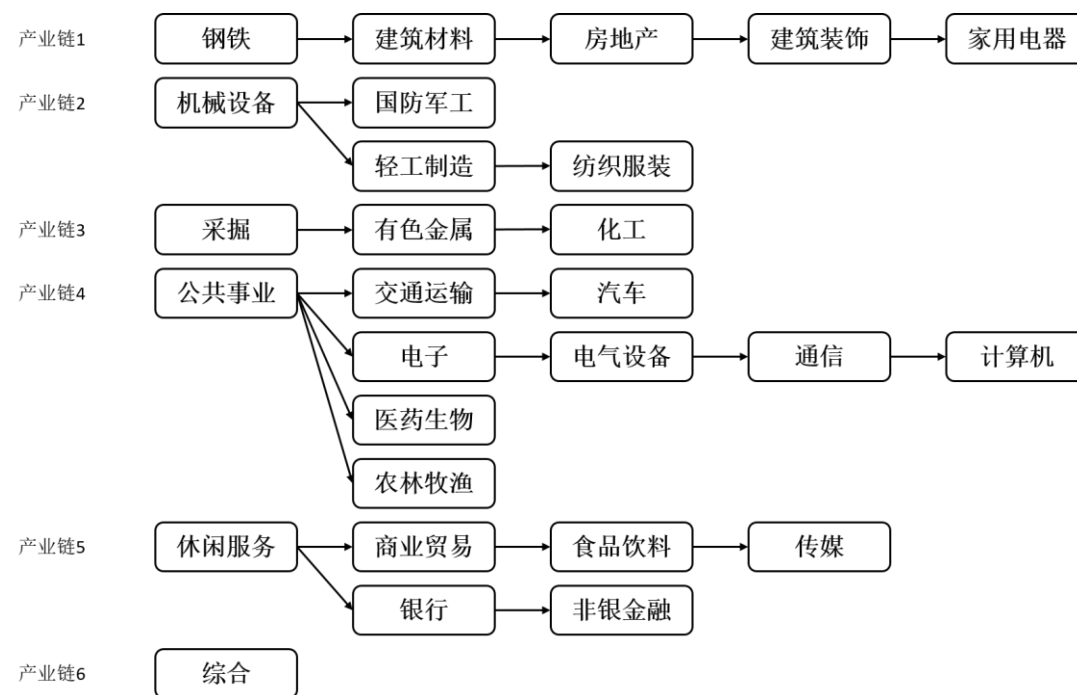 产业链1 钢铁 建筑材料 房地产 建筑装饰 家用电器
产业链2 机械设备 国防军工
轻工制造 纺织服装
产业链3 采掘 有色金属 化工
产业链4 公共事业 交通运输 汽车
电子 电气设备 通信 计算机
医药生物
农林牧渔
产业链5 休闲服务 商业贸易 食品饮料 传媒
银行 非银金融
产业链6 综合